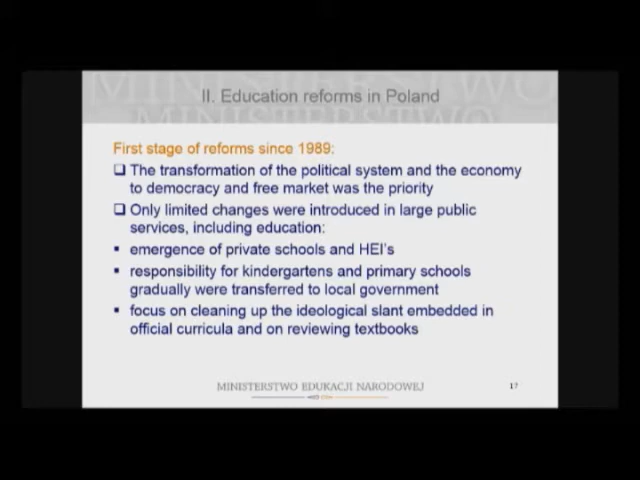 MINISTERSTWO
MINISTERSTWO
II. Education reforms in Poland
First stage of reforms since 1989:
❑ The transformation of the political system and the economy
to democracy and free market was the priority
❑ Only limited changes were introduced in large public
services, including education:
▪ emergence of private schools and HEI's
▪ responsibility for kindergartens and primary schools
gradually were transferred to local government
▪ focus on cleaning up the ideological slant embedded in
official curricula and on reviewing textbooks
MINISTERSTWO EDUKACJI NARODOWEJ
17